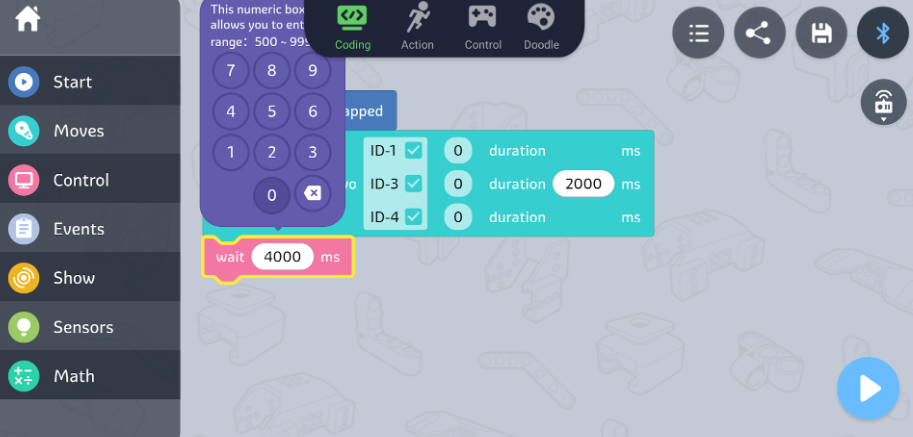 This numeric box
allows you to ent
range: 500 ~ 999
Coding
Action
Control
Doodle
7 8 9
4 5 6
1 2 3
0
Start
Moves
Control
Events
Show
Sensors
Math
apped
ID-1 0 duration ms
vo ID-3 0 duration 2000 ms
ID-4 0 duration ms
wait 4000 ms